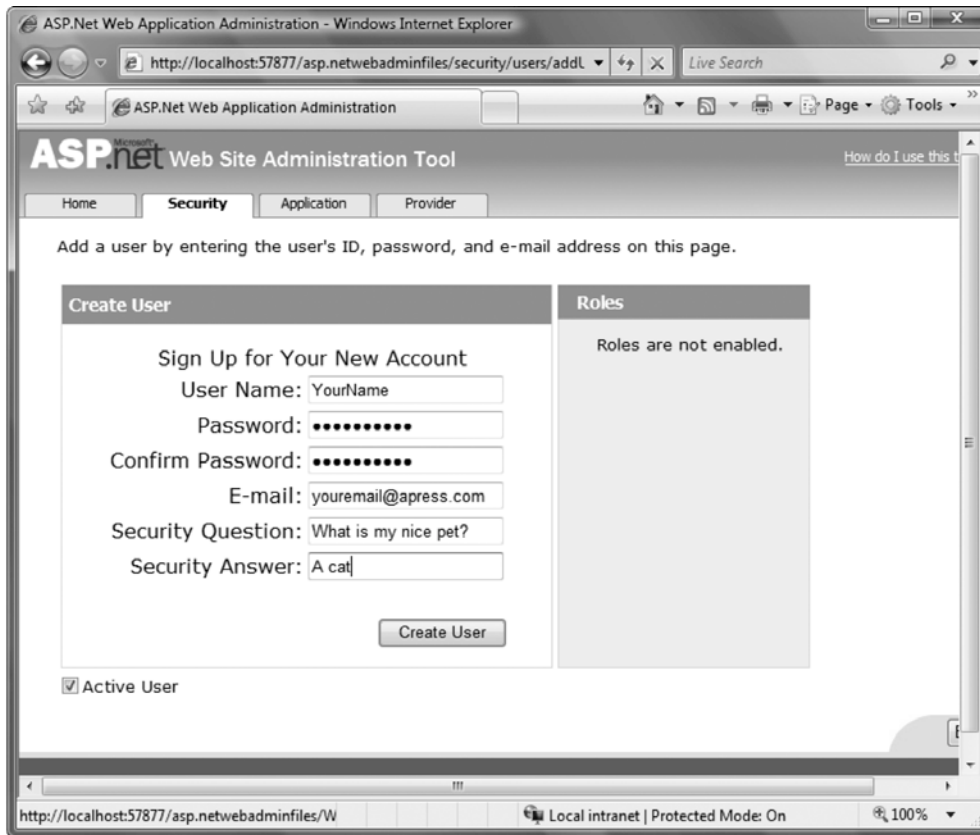 ASP.Net Web Application Administration - Windows Internet Explorer
http://localhost:57877/asp.netwebadminfiles/security/users/addU
Live Search
ASP.Net Web Application Administration
Page
Tools
Microsoft
ASP.net Web Site Administration Tool
How do I use this t
Home
Security
Application
Provider
Add a user by entering the user's ID, password, and e-mail address on this page.
Create User
Roles
Roles are not enabled.
Sign Up for Your New Account
User Name: YourName
Password: ••••••••••
Confirm Password: ••••••••••
E-mail: youremail@apress.com
Security Question: What is my nice pet?
Security Answer: A cat
Create User
Active User
http://localhost:57877/asp.netwebadminfiles/W
Local intranet | Protected Mode: On
100%